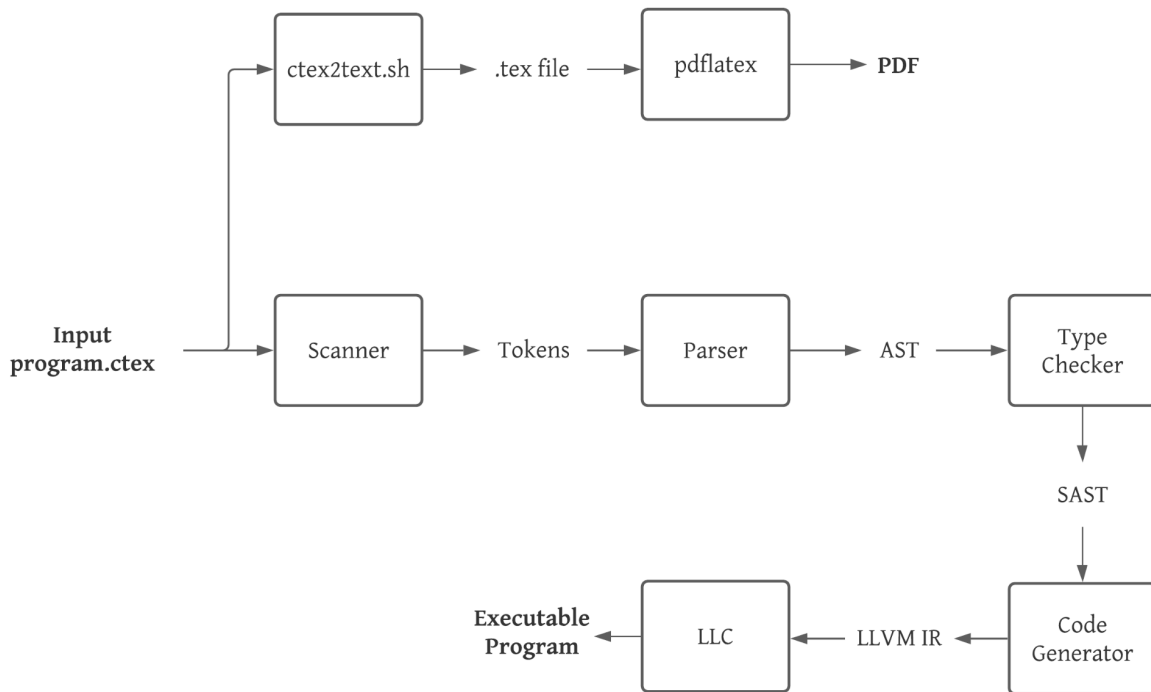 ctex2text.sh
.tex file
pdflatex
PDF
Input
program.ctex
Scanner
Tokens
Parser
AST
Type
Checker
SAST
Executable
Program
LLC
LLVM IR
Code
Generator